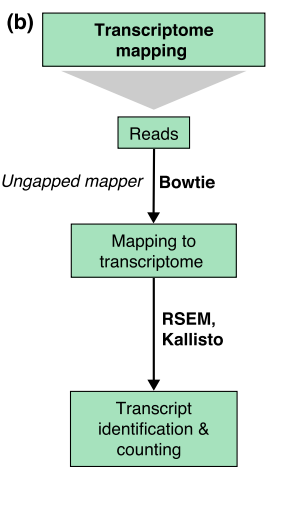 (b)
Transcriptome
mapping
Reads
Ungapped mapper Bowtie
Mapping to
transcriptome
RSEM,
Kallisto
Transcript
identification &
counting